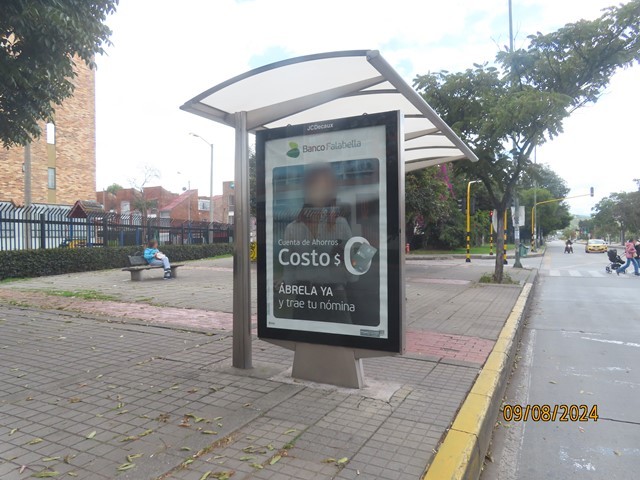 JCDecaux
Banco Falabella
Cuenta de Ahorros
Costo $0
ÁBRELA YA
y trae tu nómina
09/08/2024